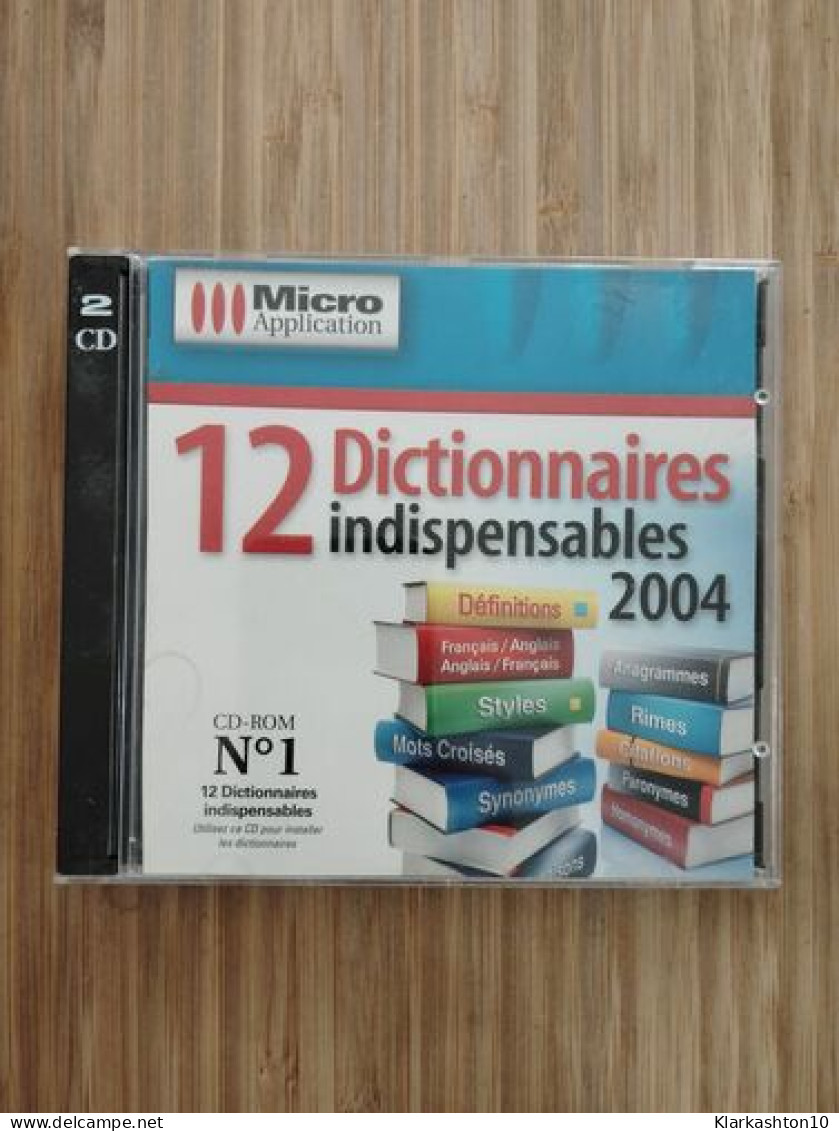 2
CD
Micro
Application
12 Dictionnaires
indispensables
2004
Définitions
Français / Anglais
Anglais / Français
Styles
Mots Croisés
Synonymes
Anagrammes
Rimes
Citations
Paronymes
Homonymes
CD-ROM
N°1
12 Dictionnaires
indispensables
Utilisez ce CD pour installer
les dictionnaires
delcampe.net
Klarkashton10